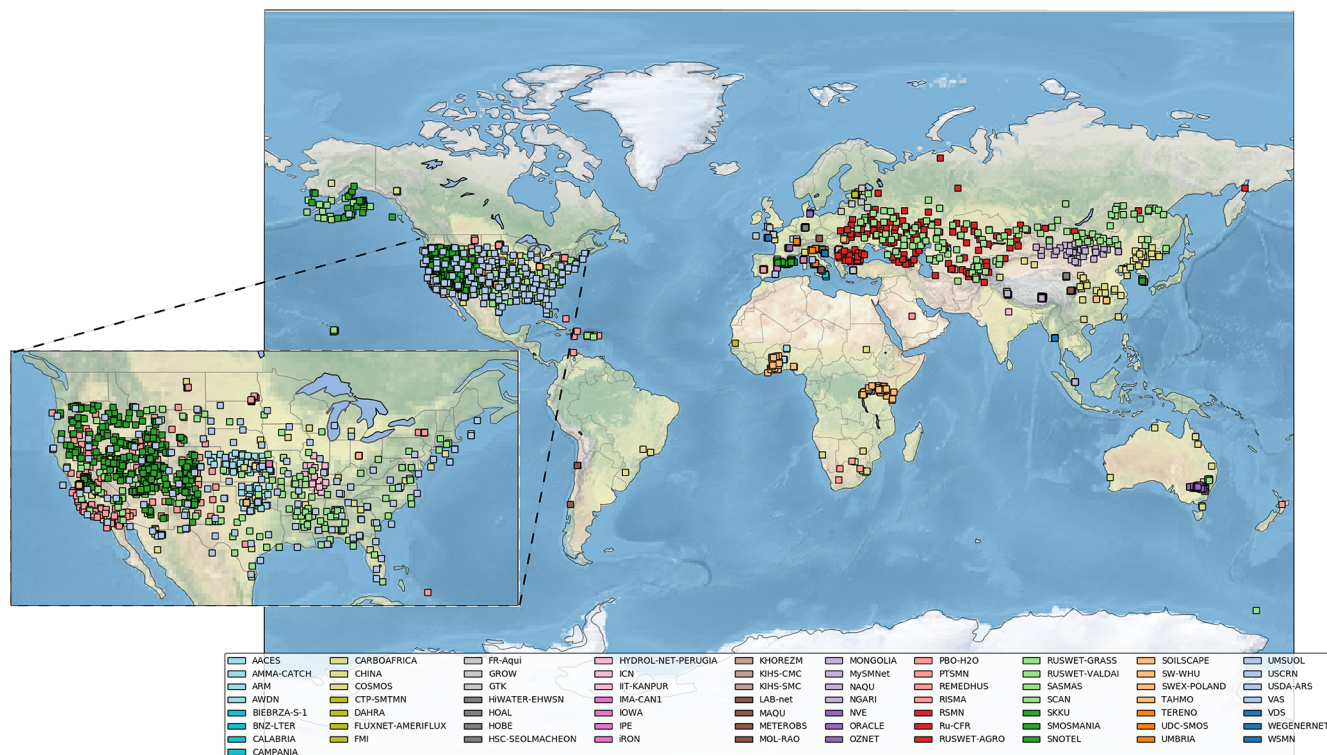 AACES
AMMA-CATCH
ARM
AWDN
BIEBRZA-S-1
BNZ-LTER
CALABRIA
CAMPANIA
CARBOAFRICA
CHINA
COSMOS
CTP-SMTMN
DAHRA
FLUXNET-AMERIFLUX
FMI
FR-Aqui
GROW
GTK
HiWATER-EHWSN
HOAL
HOBE
HSC-SEOLMACHEON
HYDROL-NET-PERUGIA
ICN
IIT-KANPUR
IMA-CAN1
IOWA
IPE
iRON
KHOREZM
KIHS-CMC
KIHS-SMC
LAB-net
MAQU
METEROBS
MOL-RAO
MONGOLIA
MySMNet
NAQU
NGARI
NVE
ORACLE
OZNET
PBO-H2O
PTSMN
REMEDHUS
RISMA
RSMN
Ru-CFR
RUSWET-AGRO
RUSWET-GRASS
RUSWET-VALDAI
SASMAS
SCAN
SKKU
SMOSMANIA
SNOTEL
SOILSCAPE
SW-WHU
SWEX-POLAND
TAHMO
TERENO
UDC-SMOS
UMBRIA
UMSUOL
USCRN
USDA-ARS
VAS
VDS
WEGENERNET
WSMN